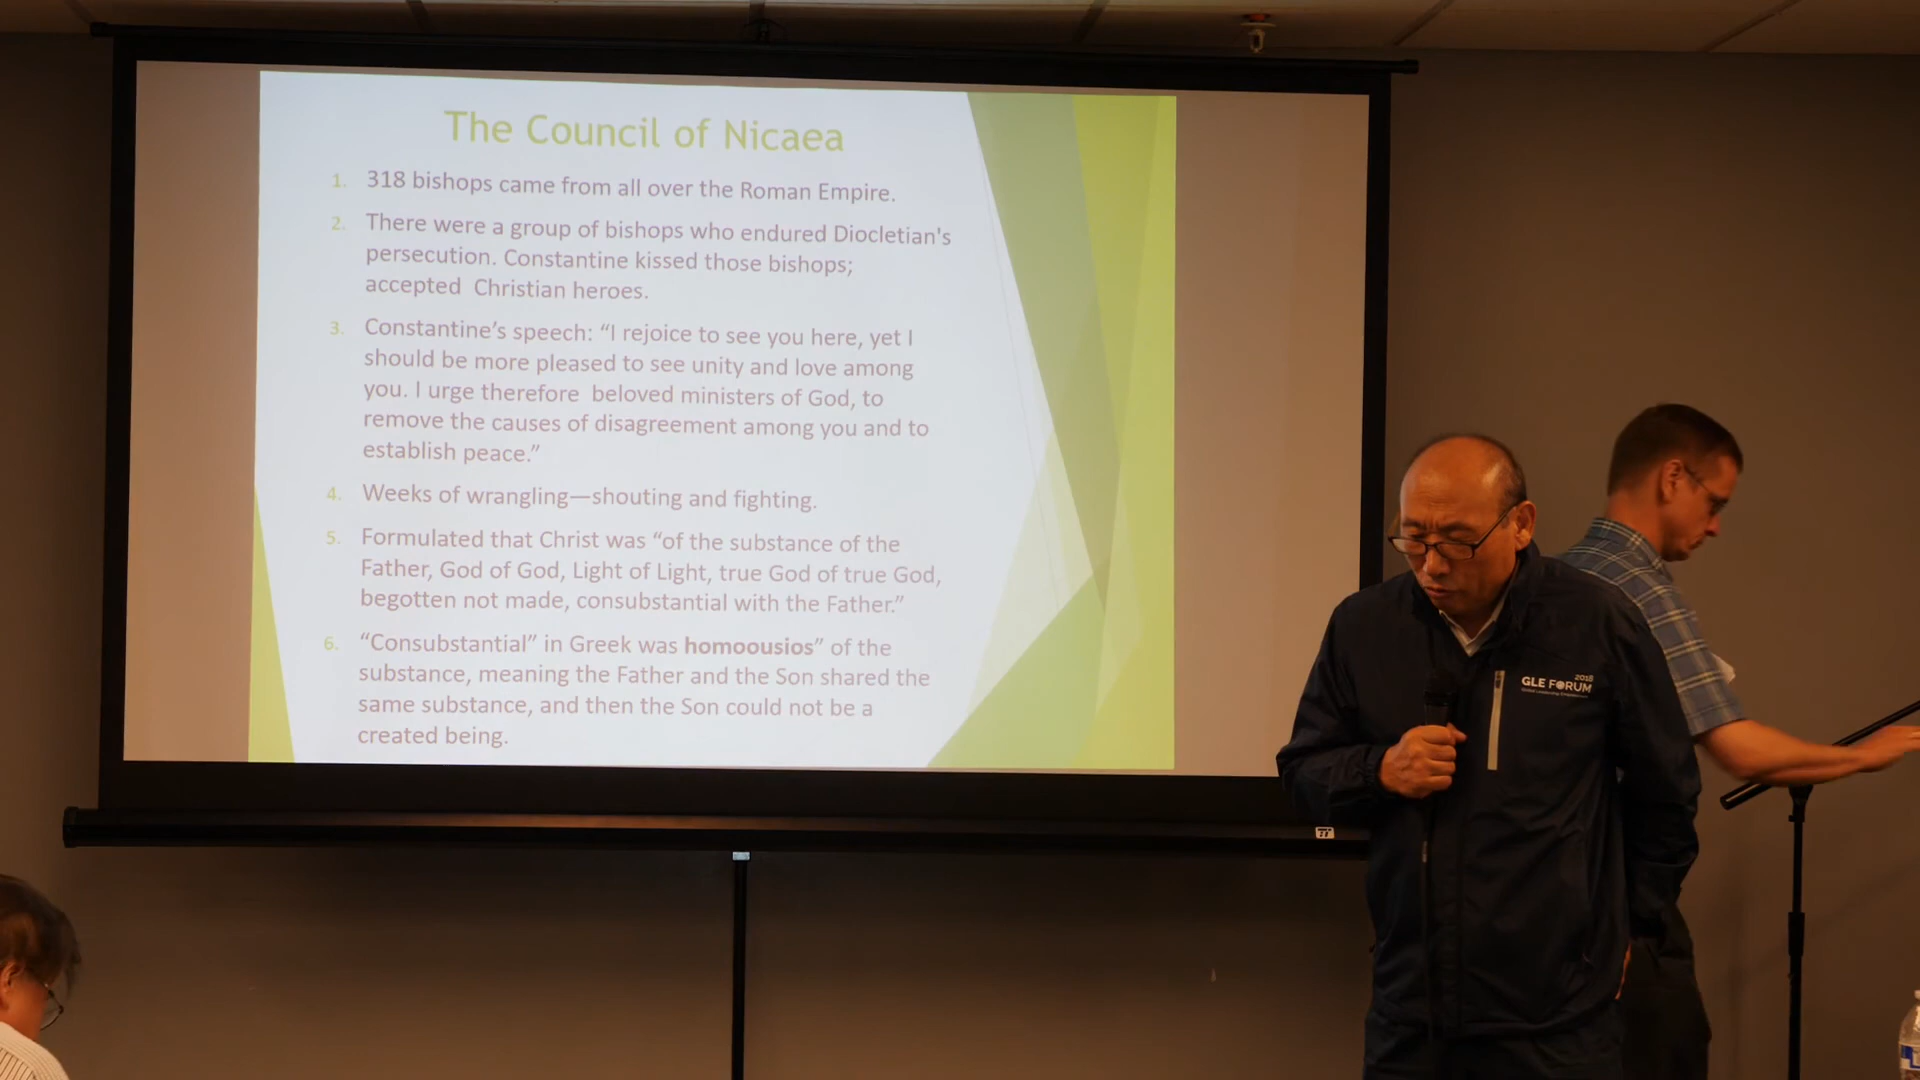 The Council of Nicaea
1. 318 bishops came from all over the Roman Empire.
2. There were a group of bishops who endured Diocletian's
persecution. Constantine kissed those bishops;
accepted Christian heroes.
3. Constantine’s speech: “I rejoice to see you here, yet I
should be more pleased to see unity and love among
you. I urge therefore beloved ministers of God, to
remove the causes of disagreement among you and to
establish peace.”
4. Weeks of wrangling—shouting and fighting.
5. Formulated that Christ was “of the substance of the
Father, God of God, Light of Light, true God of true God,
begotten not made, consubstantial with the Father.”
6. “Consubstantial” in Greek was homoousios” of the
substance, meaning the Father and the Son shared the
same substance, and then the Son could not be a
created being.
2018
GLE FORUM